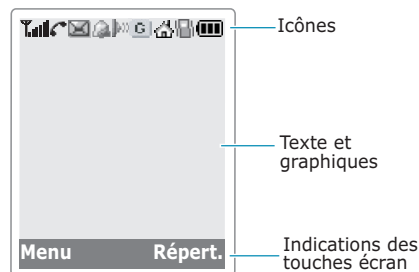 G
Icônes
Texte et
graphiques
Menu Répert.
Indications des
touches écran